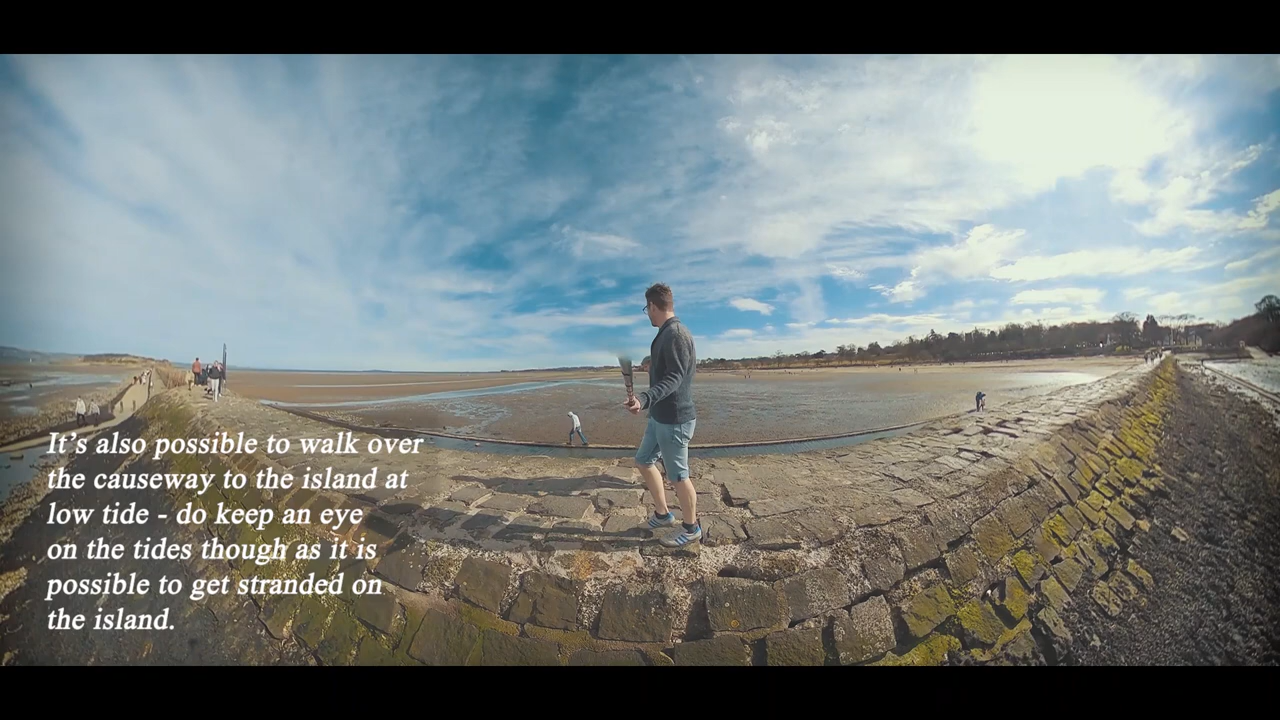 It's also possible to walk over
the causeway to the island at
low tide - do keep an eye
on the tides though as it is
possible to get stranded on
the island.